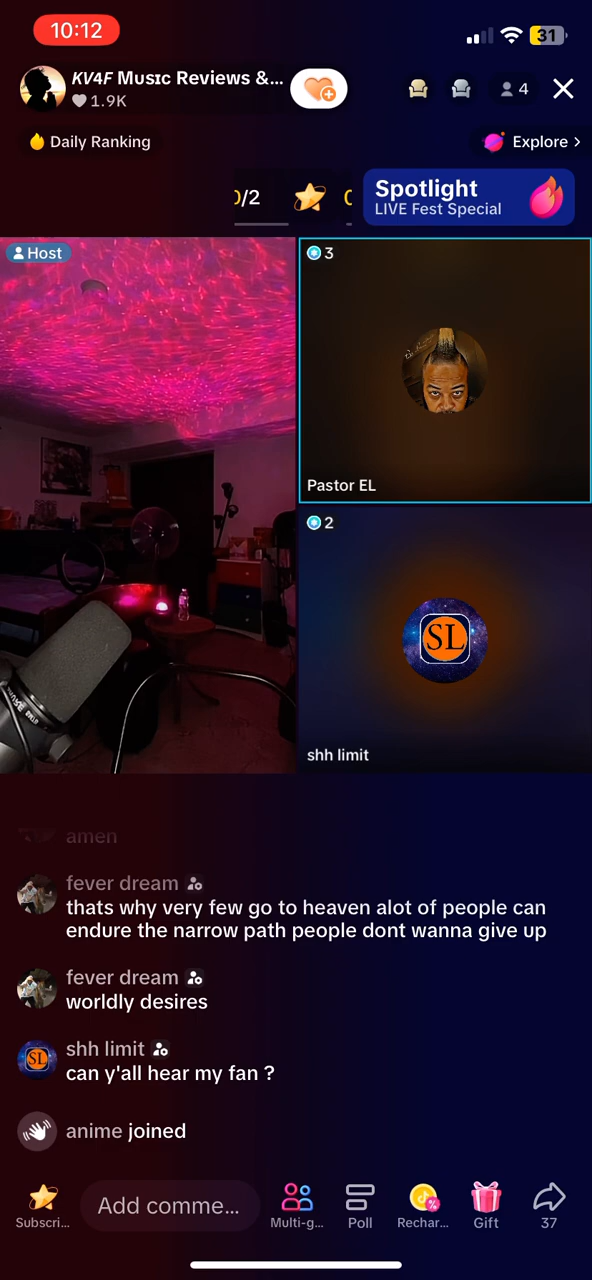 10:12
31
KV4F Music Reviews &...
1.9K
4
Daily Ranking
Explore >
0/2
Spotlight
LIVE Fest Special
Host
3
Pastor EL
2
SL
shh limit
amen
fever dream
thats why very few go to heaven alot of people can
endure the narrow path people dont wanna give up
fever dream
worldly desires
shh limit
SL
can y'all hear my fan ?
anime joined
Add comme...
Subscri...
Multi-g...
Poll
Rechar...
Gift
37